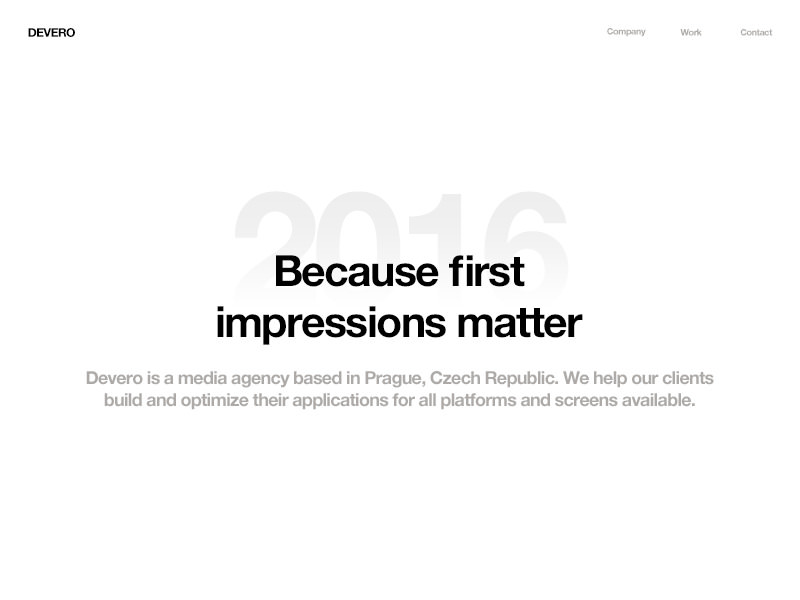 DEVERO
Company
Work
Contact
2016
Because first
impressions matter
Devero is a media agency based in Prague, Czech Republic. We help our clients
build and optimize their applications for all platforms and screens available.